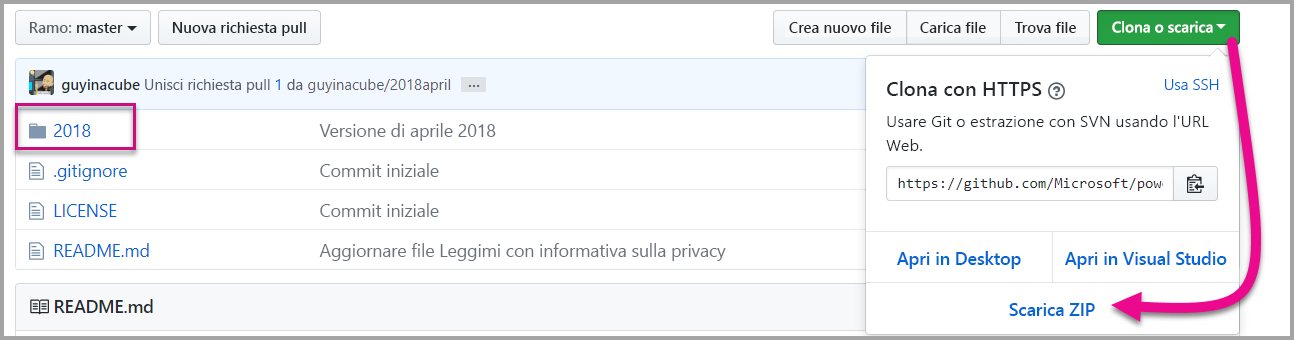 Ramo: master Nuova richiesta pull Crea nuovo file Carica file Trova file Clona o scarica
guyinacube Unisci richiesta pull 1 da guyinacube/2018april ...
2018 Versione di aprile 2018
.gitignore Commit iniziale
LICENSE Commit iniziale
README.md Aggiornare file Leggimi con informativa sulla privacy
README.md
Clona con HTTPS ? Usa SSH
Usare Git o estrazione con SVN usando l'URL
Web.
https://github.com/Microsoft/pow
Apri in Desktop Apri in Visual Studio
Scarica ZIP